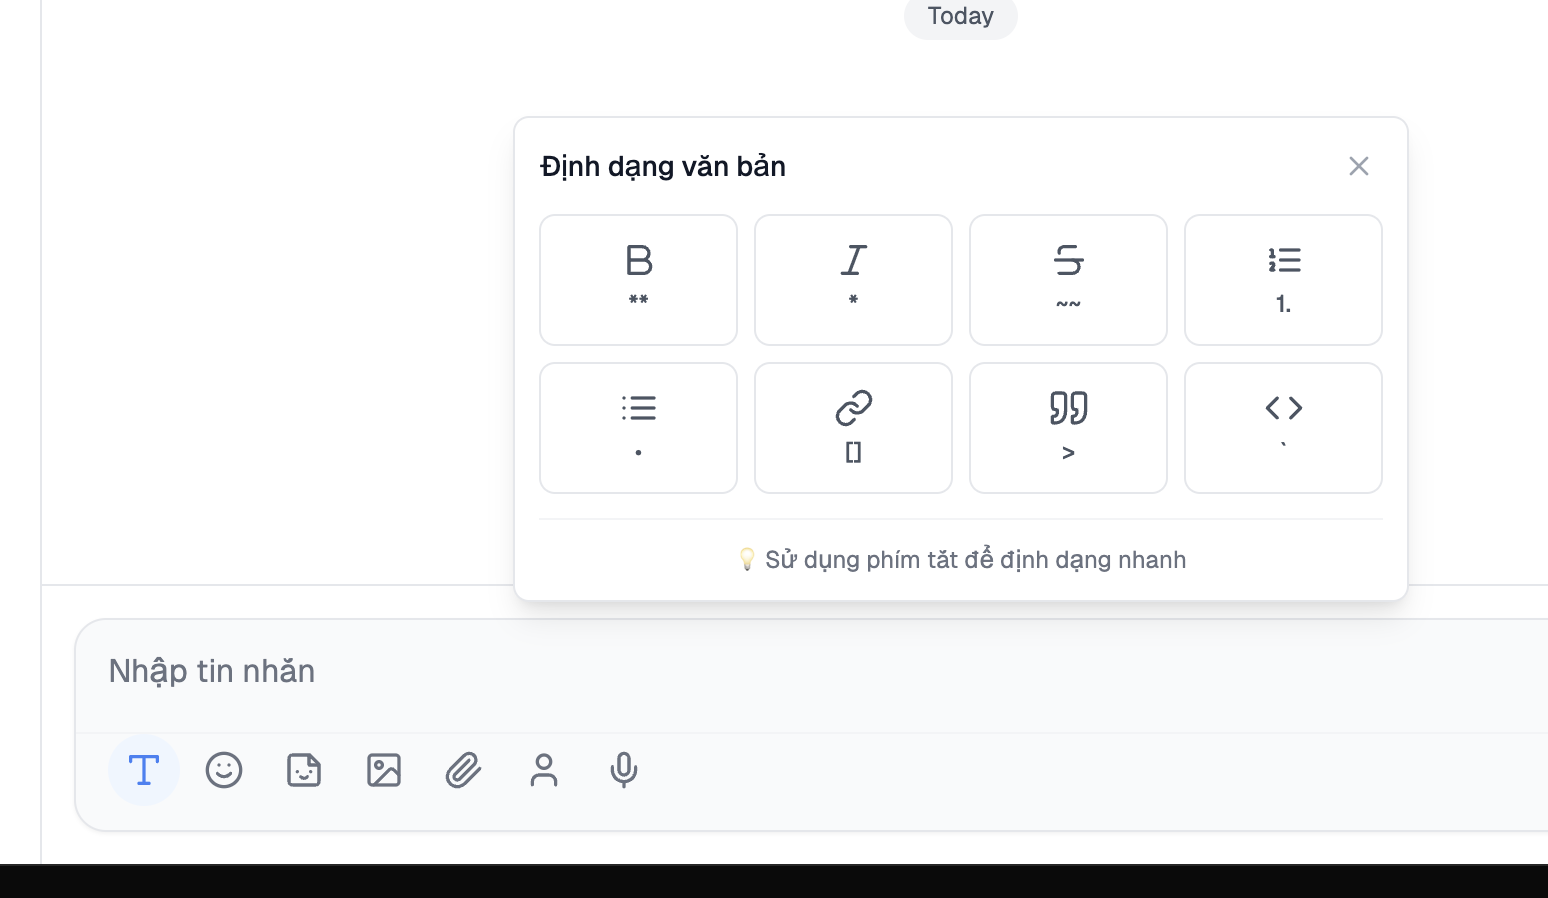 Today
Định dạng văn bản
B
I
S
**
*
~~
1.
•
[]
>
`
💡 Sử dụng phím tắt để định dạng nhanh
Nhập tin nhắn
T